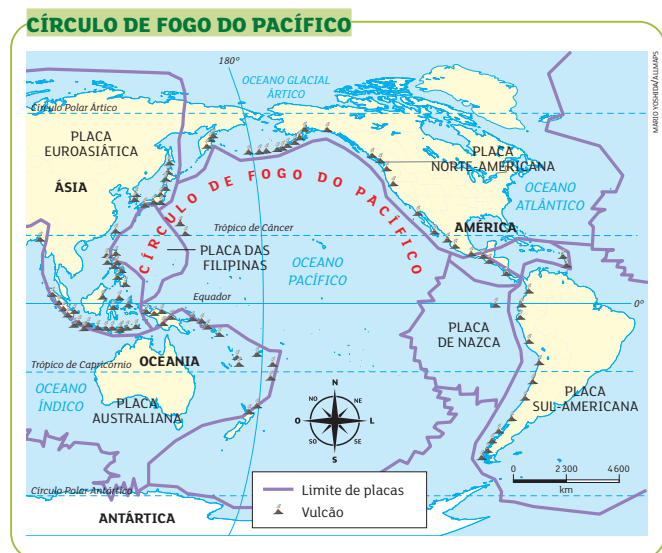 CÍRCULO DE FOGO DO PACÍFICO
180º
OCEANO GLACIAL
ÁRTICO
Círculo Polar Ártico
PLACA
EUROASIÁTICA
ÁSIA
PLACA
NORTE-AMERICANA
OCEANO
ATLÂNTICO
CÍRCULO DE FOGO DO PACÍFICO
AMÉRICA
Trópico de Câncer
PLACA DAS
FILIPINAS
OCEANO
PACÍFICO
Equador
0º
PLACA
DE NAZCA
OCEANIA
Trópico de Capricórnio
OCEANO
ÍNDICO
PLACA
AUSTRALIANA
PLACA
SUL-AMERICANA
N
NO
NE
O
L
SO
SE
S
0 2 300 4 600
km
Limite de placas
Vulcão
Círculo Polar Antártico
ANTÁRTICA
MARIO YOSHIDA/ALLMAPS